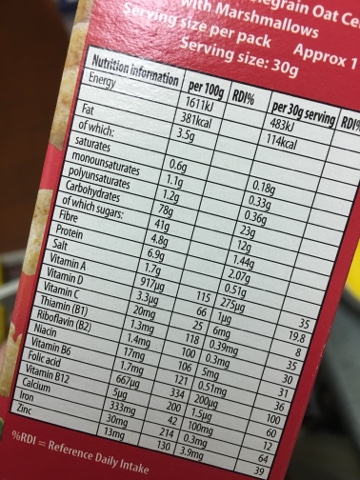 legrain Oat Ce
with Marshmallows
Serving size per pack Approx 1
Serving size: 30g
Nutrition information per 100g RDI% per 30g serving RDI%
Energy 1611kJ 483kJ
381kcal 114kcal
Fat 3.5g
of which:
saturates 0.6g 0.18g
monounsaturates 1.1g 0.33g
polyunsaturates 1.2g 0.36g
Carbohydrates 78g 23g
of which sugars: 41g 12g
Fibre 4.8g 1.44g
Protein 6.9g 2.07g
Salt 1.7g 0.51g
Vitamin A 917µg 115 275µg 35
Vitamin D 3.3µg 66 1µg 19.8
Vitamin C 20mg 25 6mg 8
Thiamin (B1) 1.3mg 118 0.39mg 35
Riboflavin (B2) 1.4mg 100 0.3mg 30
Niacin 17mg 106 5mg 31
Vitamin B6 1.7mg 121 0.51mg 36
Folic acid 667µg 334 200µg 100
Vitamin B12 5µg 200 1.5µg 60
Calcium 333mg 42 100mg 12
Iron 30mg 214 0.3mg 64
Zinc 13mg 130 3.9mg 39
%RDI = Reference Daily Intake